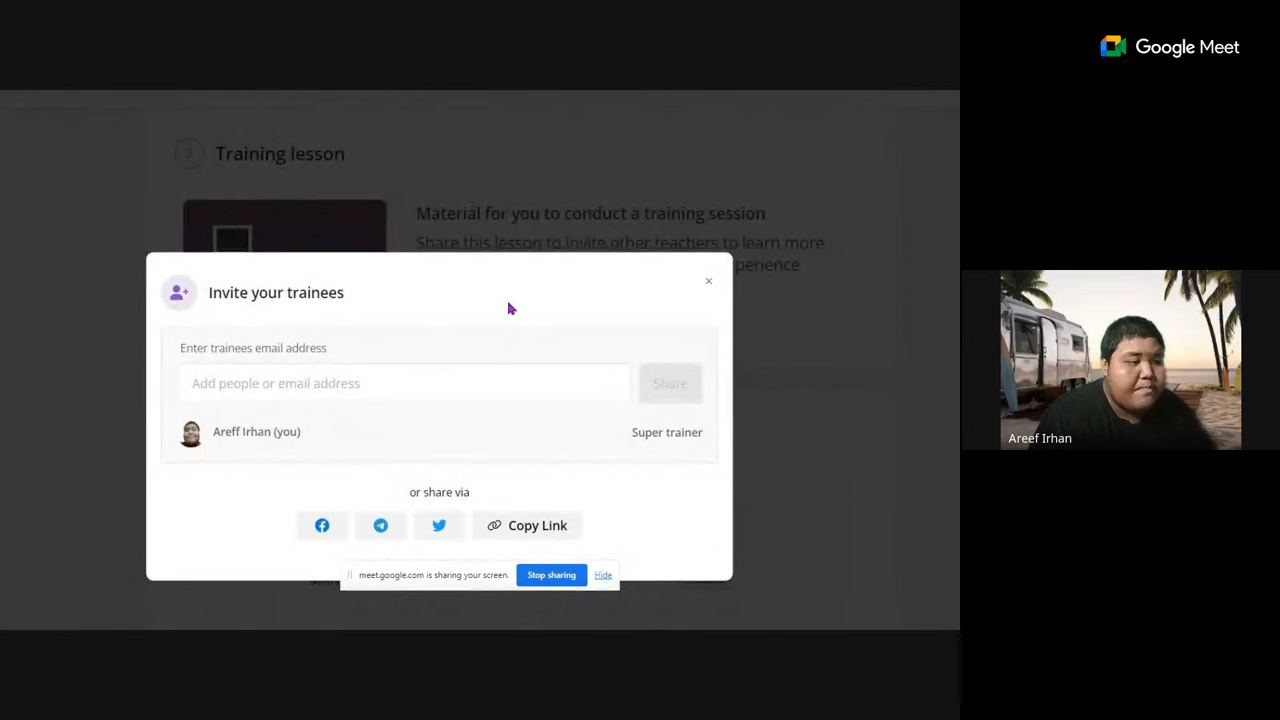 Google Meet
Training lesson
Material for you to conduct a training session
Share this lesson to invite other teachers to learn more
perience
Invite your trainees
×
Enter trainees email address
Add people or email address
Share
Areff Irhan (you)
Super trainer
or share via
Copy Link
meet.google.com is sharing your screen.
Stop sharing
Hide
Areef Irhan